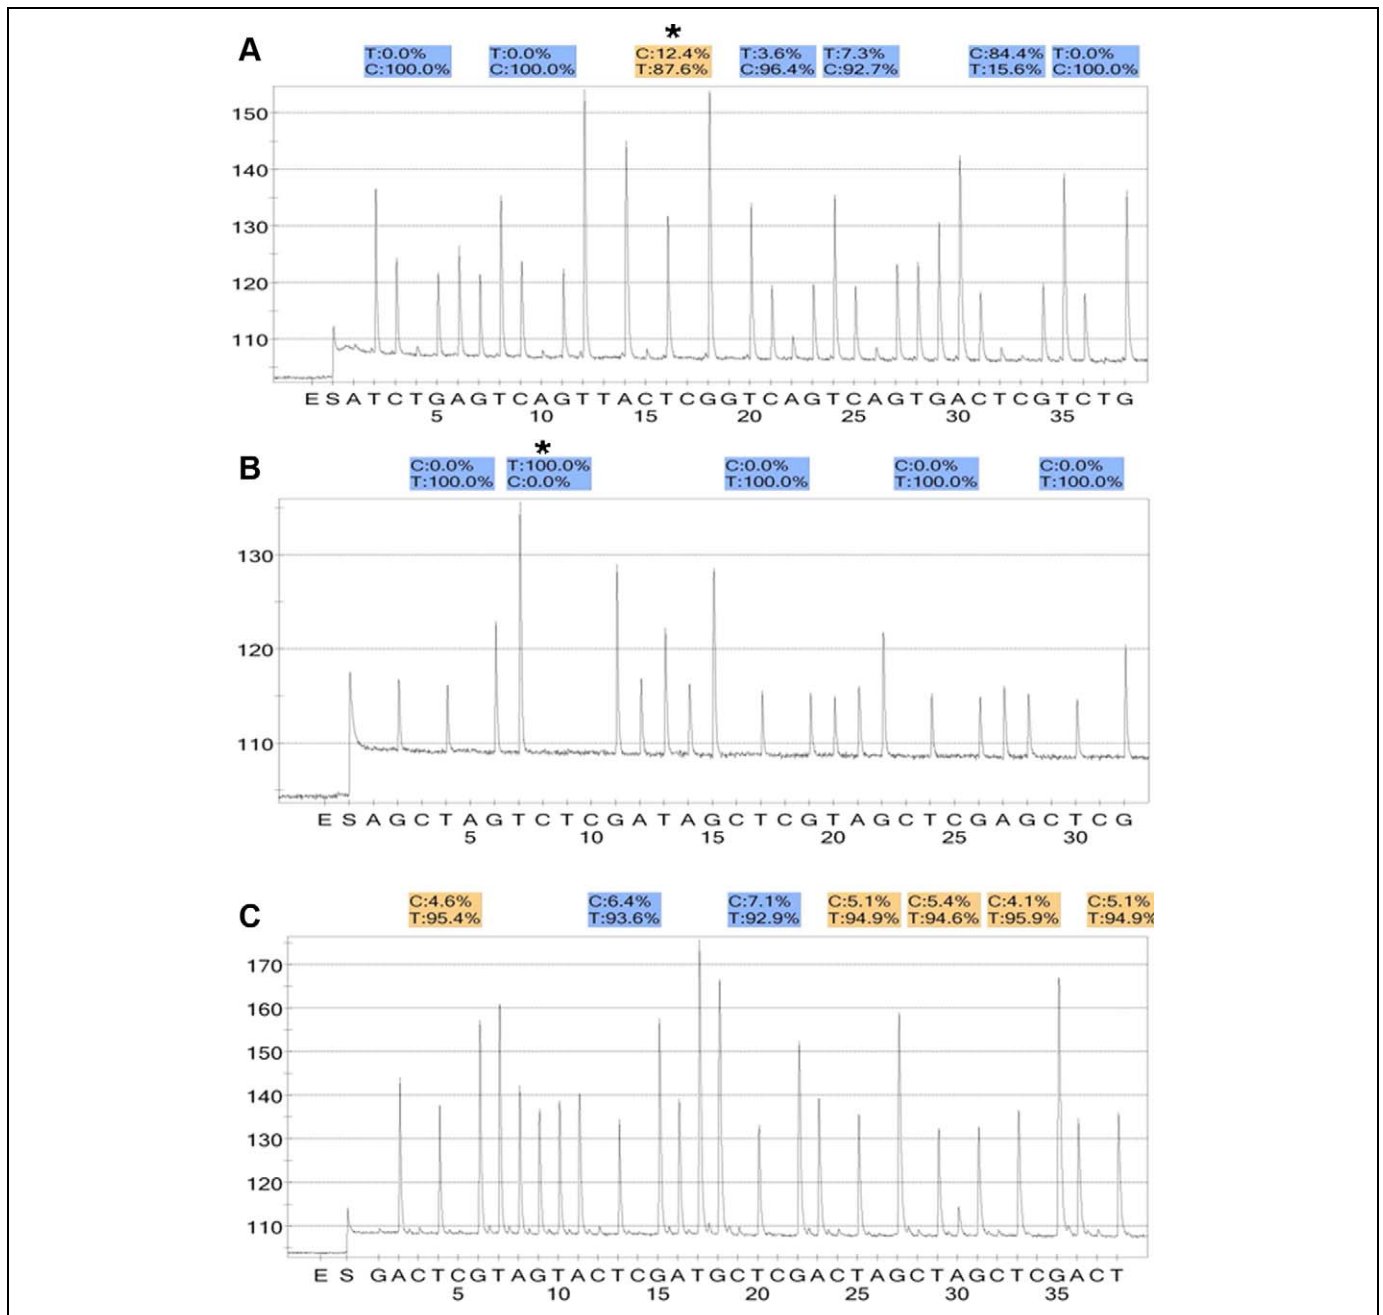 A
*
T:0.0% T:0.0% C:12.4% T:3.6% T:7.3% C:84.4% T:0.0%
C:100.0% C:100.0% T:87.6% C:96.4% C:92.7% T:15.6% C:100.0%
150
140
130
120
110
E S A T C T G A G T C A G T T A C T C G G T C A G T C A G T G A C T C G T C T G
5 10 15 20 25 30 35
B
*
C:0.0% T:100.0% C:0.0% C:0.0% C:0.0%
T:100.0% C:0.0% T:100.0% T:100.0% T:100.0%
130
120
110
E S A G C T A G T C T C G A T A G C T C G T A G C T C G A G C T C G
5 10 15 20 25 30
C
C:4.6% C:6.4% C:7.1% C:5.1% C:5.4% C:4.1% C:5.1%
T:95.4% T:93.6% T:92.9% T:94.9% T:94.6% T:95.9% T:94.9%
170
160
150
140
130
120
110
E S G A C T C G T A G T A C T C G A T G C T C G A C T A G C T A G C T C G A C T
5 10 15 20 25 30 35